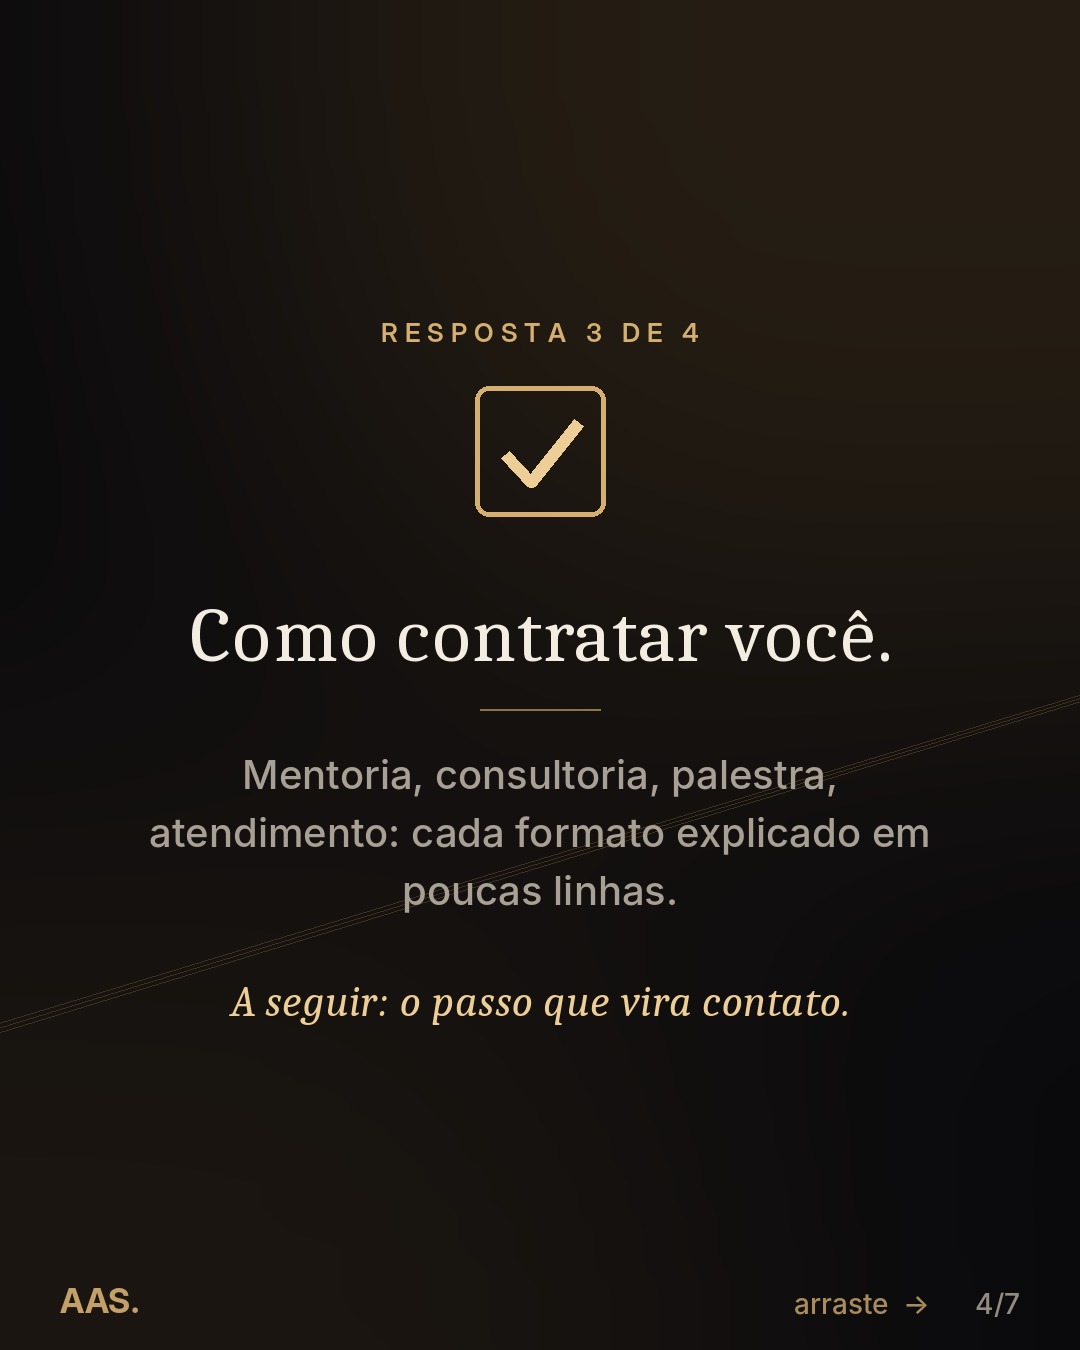 RESPOSTA 3 DE 4
Como contratar você.
Mentoria, consultoria, palestra,
atendimento: cada formato explicado em
poucas linhas.
A seguir: o passo que vira contato.
AAS.
arraste → 4/7